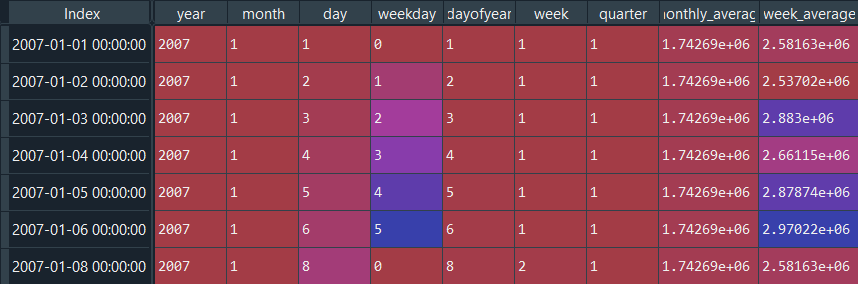 Index year month day weekday dayofyear week quarter monthly_averag week_average
2007-01-01 00:00:00 2007 1 1 0 1 1 1 1.74269e+06 2.58163e+06
2007-01-02 00:00:00 2007 1 2 1 2 1 1 1.74269e+06 2.53702e+06
2007-01-03 00:00:00 2007 1 3 2 3 1 1 1.74269e+06 2.883e+06
2007-01-04 00:00:00 2007 1 4 3 4 1 1 1.74269e+06 2.66115e+06
2007-01-05 00:00:00 2007 1 5 4 5 1 1 1.74269e+06 2.87874e+06
2007-01-06 00:00:00 2007 1 6 5 6 1 1 1.74269e+06 2.97022e+06
2007-01-08 00:00:00 2007 1 8 0 8 2 1 1.74269e+06 2.58163e+06